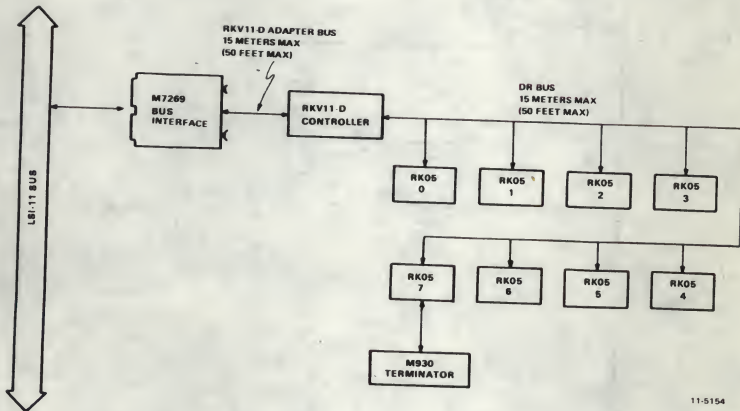 RKV11-D ADAPTER BUS
15 METERS MAX
(50 FEET MAX)
M7269
BUS
INTERFACE
RKV11-D
CONTROLLER
DR BUS
15 METERS MAX
(50 FEET MAX)
LSI-11 BUS
RK05
0
RK05
1
RK05
2
RK05
3
RK05
7
RK05
6
RK05
5
RK05
4
M930
TERMINATOR
11-5154